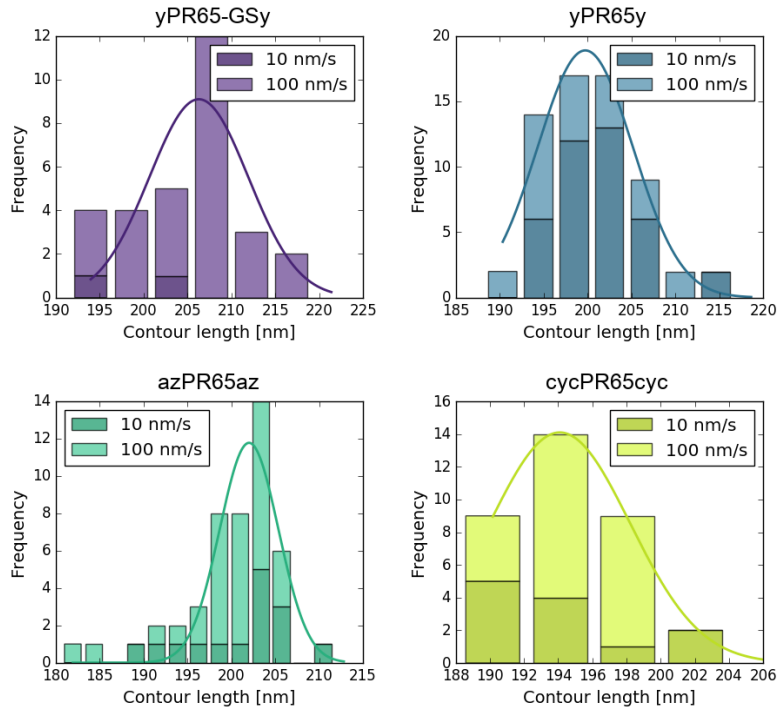 yPR65-GSy
12
10
8
6
4
2
0
Frequency
10 nm/s
100 nm/s
190 195 200 205 210 215 220 225
Contour length [nm]
yPR65y
20
15
10
5
0
Frequency
10 nm/s
100 nm/s
185 190 195 200 205 210 215 220
Contour length [nm]
azPR65az
14
12
10
8
6
4
2
0
Frequency
10 nm/s
100 nm/s
180 185 190 195 200 205 210 215
Contour length [nm]
cycPR65cyc
16
14
12
10
8
6
4
2
0
Frequency
10 nm/s
100 nm/s
188 190 192 194 196 198 200 202 204 206
Contour length [nm]